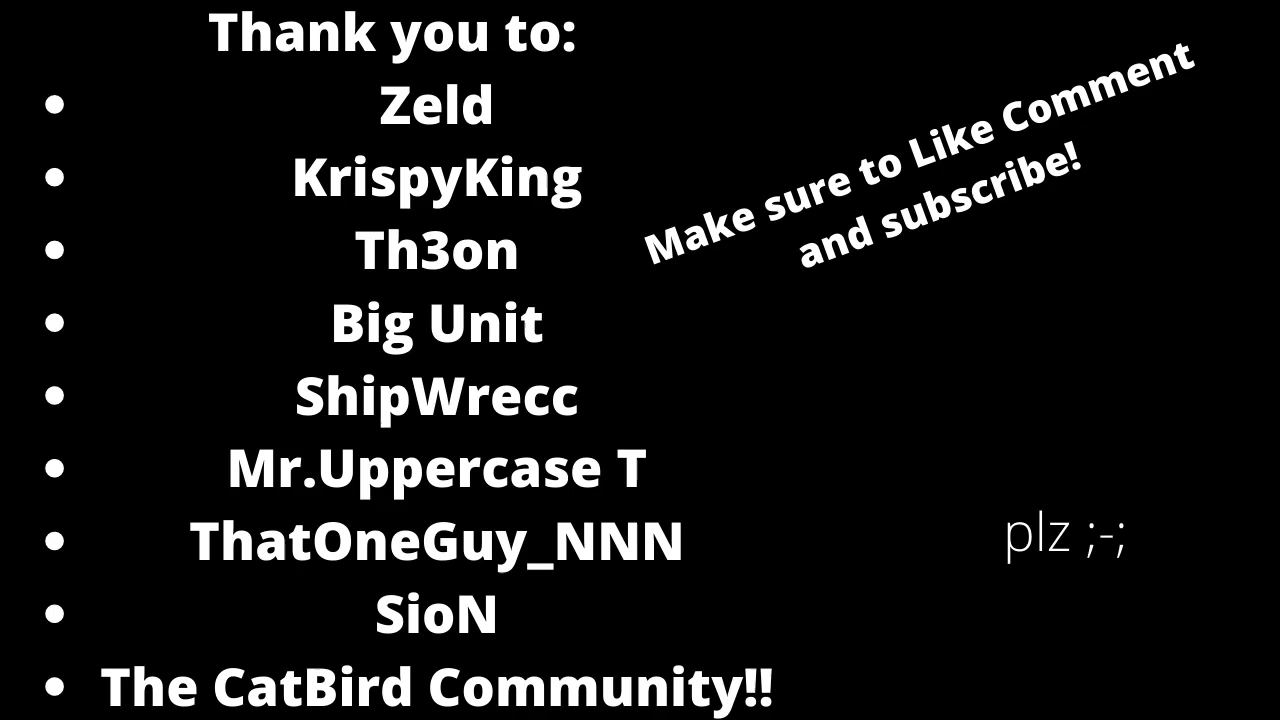 Thank you to:
• Zeld
• KrispyKing
• Th3on
• Big Unit
• ShipWrecc
• Mr.Uppercase T
• ThatOneGuy_NNN
• SioN
• The CatBird Community!!
Make sure to Like Comment
and subscribe!
plz ;-;